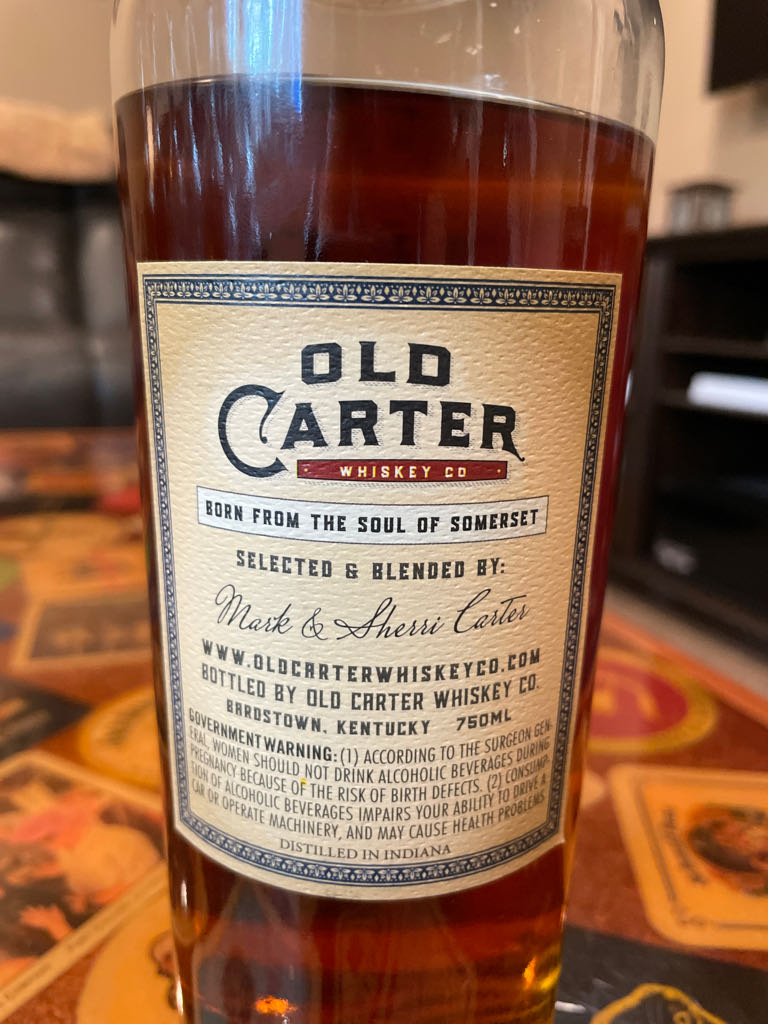 OLD
CARTER
WHISKEY CO
BORN FROM THE SOUL OF SOMERSET
SELECTED & BLENDED BY:
Mark & Sherri Carter
WWW.OLDCARTERWHISKEYCO.COM
BOTTLED BY OLD CARTER WHISKEY CO.
BARDSTOWN, KENTUCKY 750ML
GOVERNMENT WARNING: (1) ACCORDING TO THE SURGEON GEN-
ERAL, WOMEN SHOULD NOT DRINK ALCOHOLIC BEVERAGES DURING
PREGNANCY BECAUSE OF THE RISK OF BIRTH DEFECTS. (2) CONSUMP-
TION OF ALCOHOLIC BEVERAGES IMPAIRS YOUR ABILITY TO DRIVE A
CAR OR OPERATE MACHINERY, AND MAY CAUSE HEALTH PROBLEMS
DISTILLED IN INDIANA